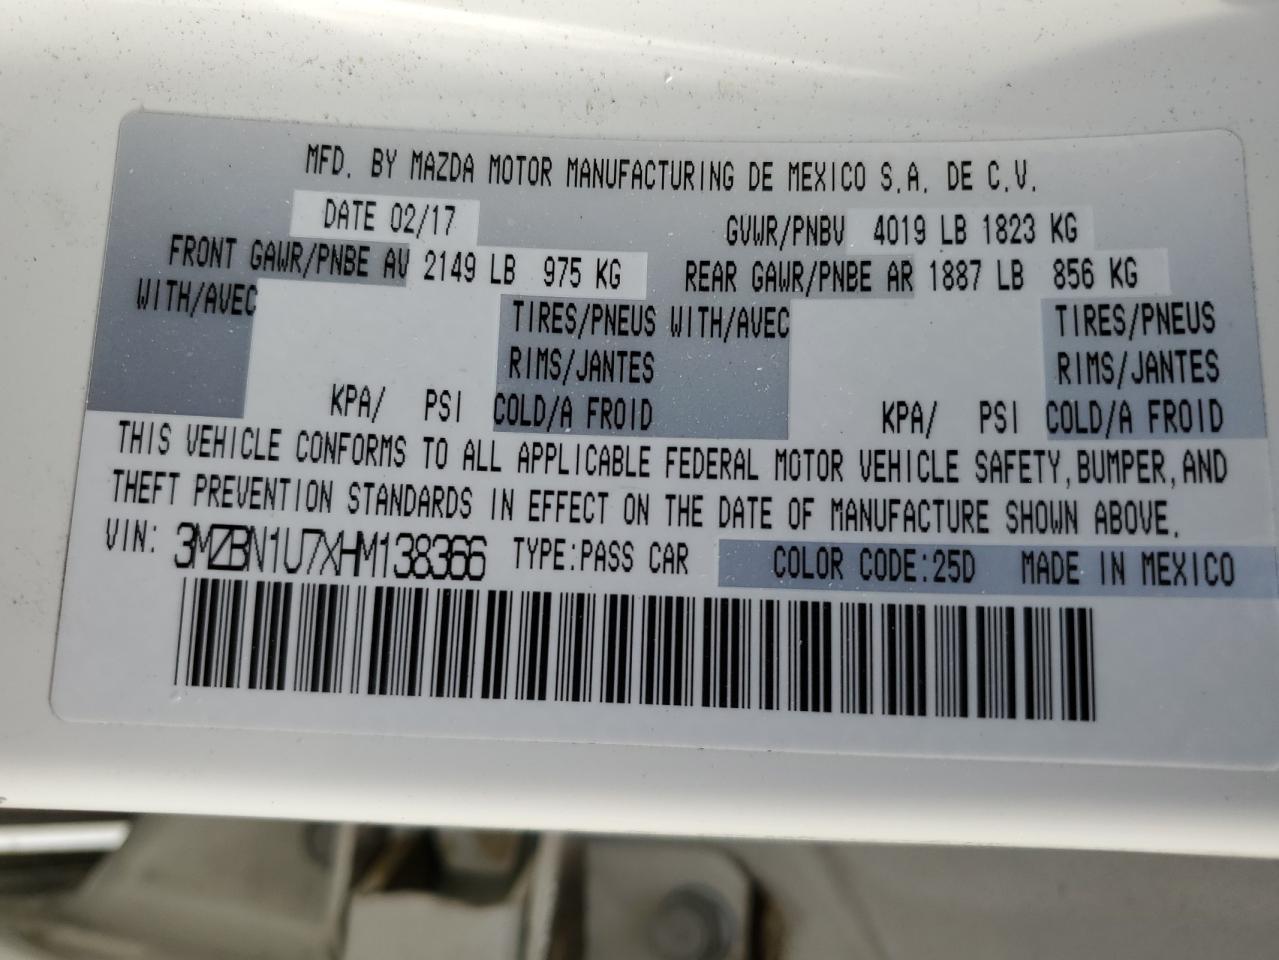 MFD. BY MAZDA MOTOR MANUFACTURING DE MEXICO S.A. DE C.V.
DATE 02/17 GVWR/PNBV 4019 LB 1823 KG
FRONT GAWR/PNBE AV 2149 LB 975 KG REAR GAWR/PNBE AR 1887 LB 856 KG
WITH/AVEC TIRES/PNEUS WITH/AVEC TIRES/PNEUS
RIMS/JANTES RIMS/JANTES
KPA/ PSI COLD/A FROID KPA/ PSI COLD/A FROID
THIS VEHICLE CONFORMS TO ALL APPLICABLE FEDERAL MOTOR VEHICLE SAFETY,BUMPER,AND
THEFT PREVENTION STANDARDS IN EFFECT ON THE DATE OF MANUFACTURE SHOWN ABOVE.
VIN: 3MZBN1U7XHM138366 TYPE:PASS CAR COLOR CODE:25D MADE IN MEXICO